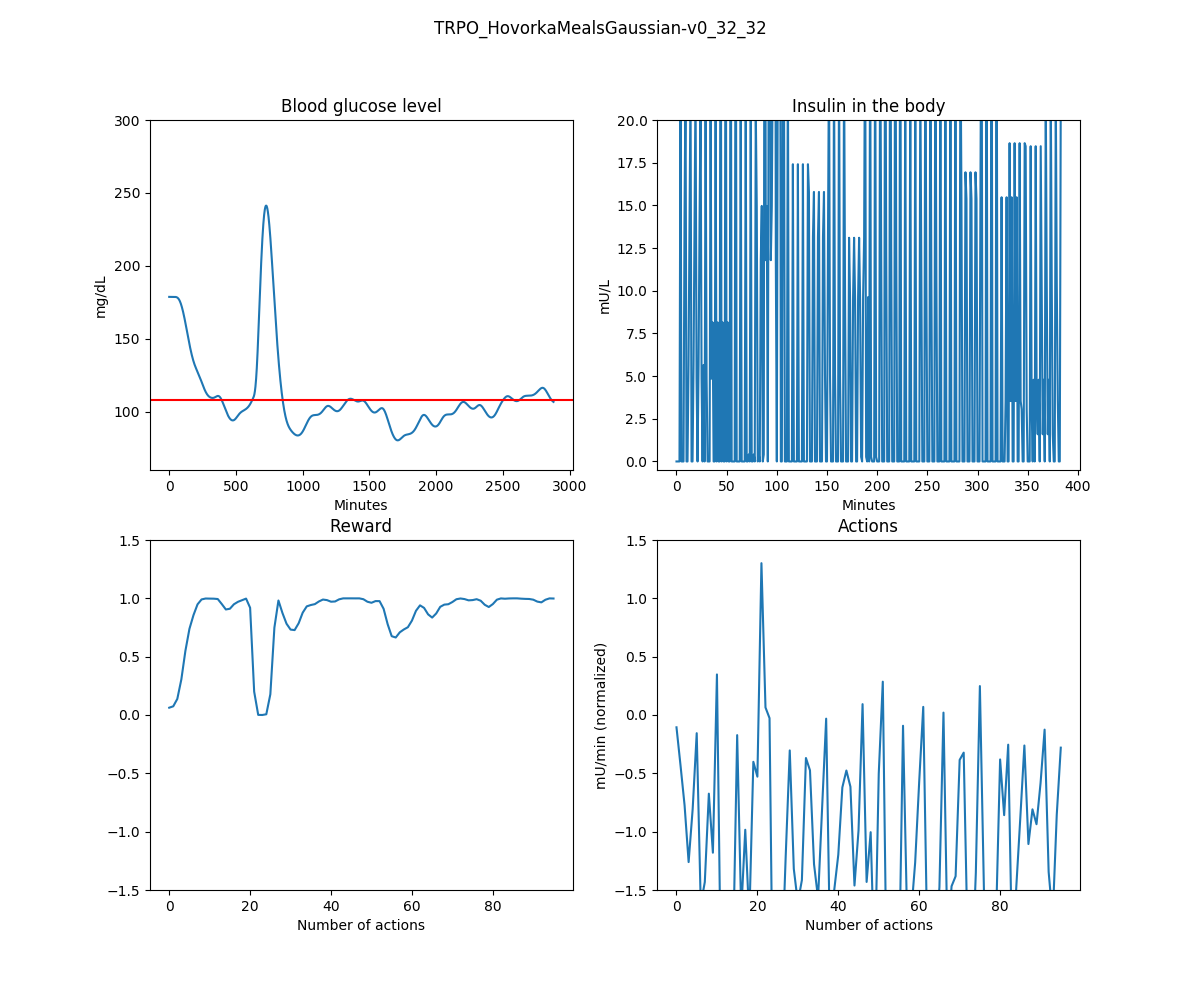 TRPO_HovorkaMealsGaussian-v0_32_32
Blood glucose level
300
250
200
150
100
mg/dL
0 500 1000 1500 2000 2500 3000
Minutes
Insulin in the body
20.0
17.5
15.0
12.5
10.0
7.5
5.0
2.5
0.0
mU/L
0 50 100 150 200 250 300 350 400
Minutes
Reward
1.5
1.0
0.5
0.0
−0.5
−1.0
−1.5
0 20 40 60 80
Number of actions
Actions
1.5
1.0
0.5
0.0
−0.5
−1.0
−1.5
mU/min (normalized)
0 20 40 60 80
Number of actions